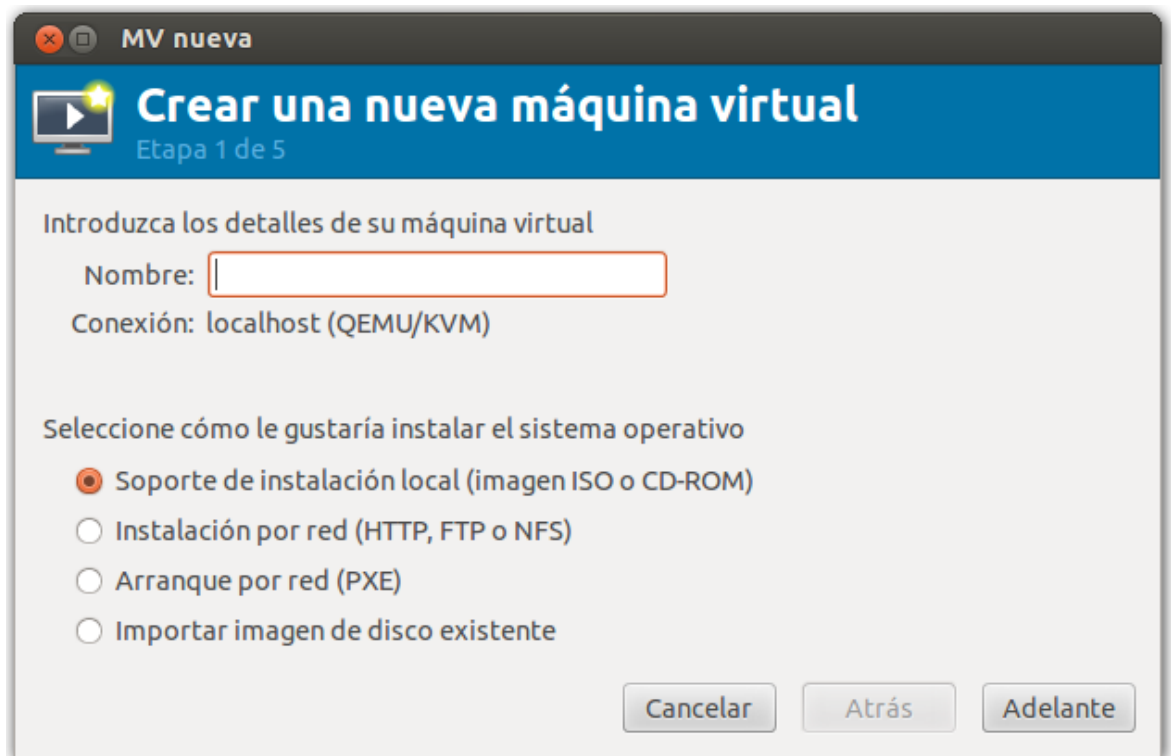 MV nueva
Crear una nueva máquina virtual
Etapa 1 de 5
Introduzca los detalles de su máquina virtual
Nombre:
Conexión: localhost (QEMU/KVM)
Seleccione cómo le gustaría instalar el sistema operativo
Soporte de instalación local (imagen ISO o CD-ROM)
Instalación por red (HTTP, FTP o NFS)
Arranque por red (PXE)
Importar imagen de disco existente
Cancelar Atrás Adelante